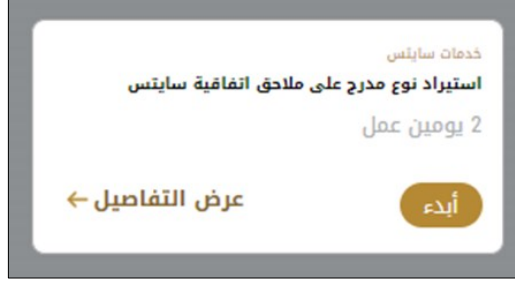 خدمات سايتس
استيراد نوع مدرج على ملاحق اتفاقية سايتس
2 يومين عمل
أبدء
عرض التفاصيل ←